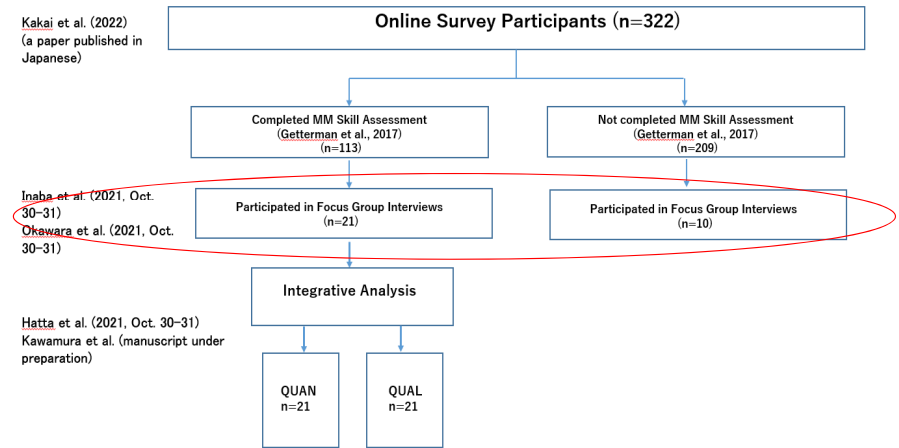 Kakai et al. (2022)
(a paper published in
Japanese)
Online Survey Participants (n=322)
Completed MM Skill Assessment
(Getterman et al., 2017)
(n=113)
Not completed MM Skill Assessment
(Getterman et al., 2017)
(n=209)
Inaba et al. (2021, Oct.
30-31)
Okawara et al. (2021, Oct.
30-31)
Participated in Focus Group Interviews
(n=21)
Participated in Focus Group Interviews
(n=10)
Integrative Analysis
Hatta et al. (2021, Oct. 30-31)
Kawamura et al. (manuscript under
preparation)
QUAN
n=21
QUAL
n=21